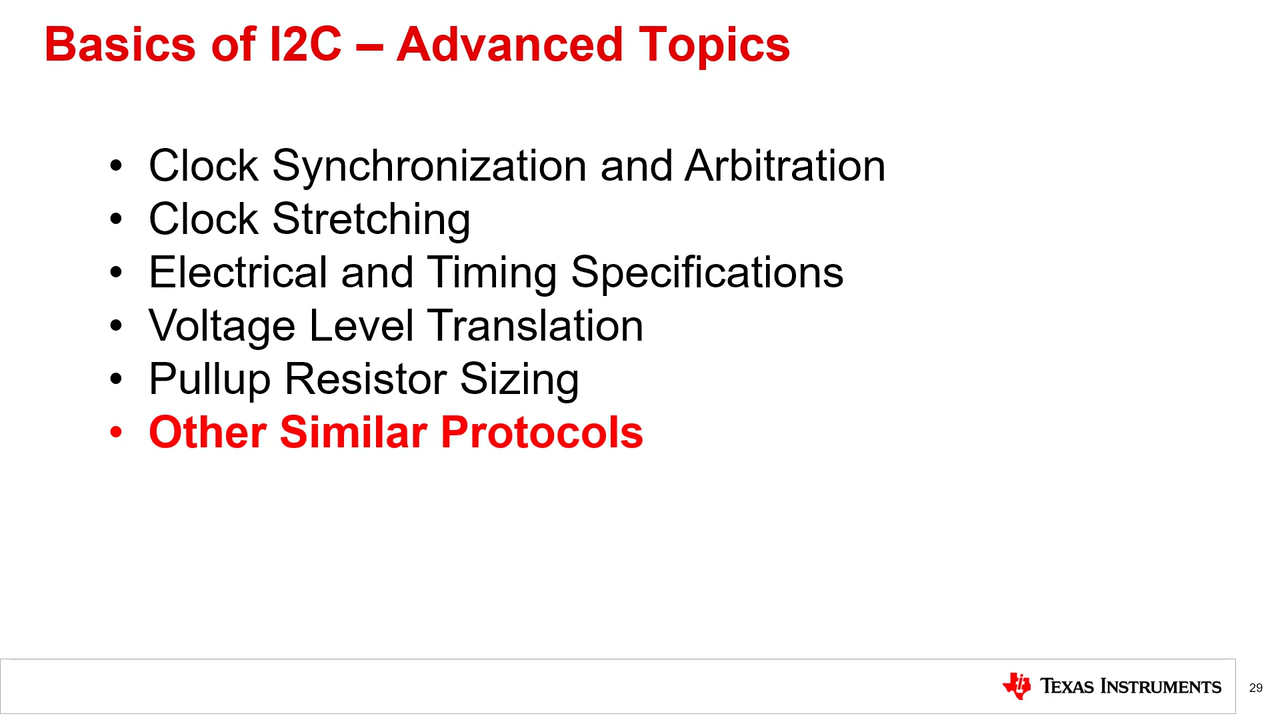 Basics of I2C – Advanced Topics
• Clock Synchronization and Arbitration
• Clock Stretching
• Electrical and Timing Specifications
• Voltage Level Translation
• Pullup Resistor Sizing
• Other Similar Protocols
TEXAS INSTRUMENTS
29